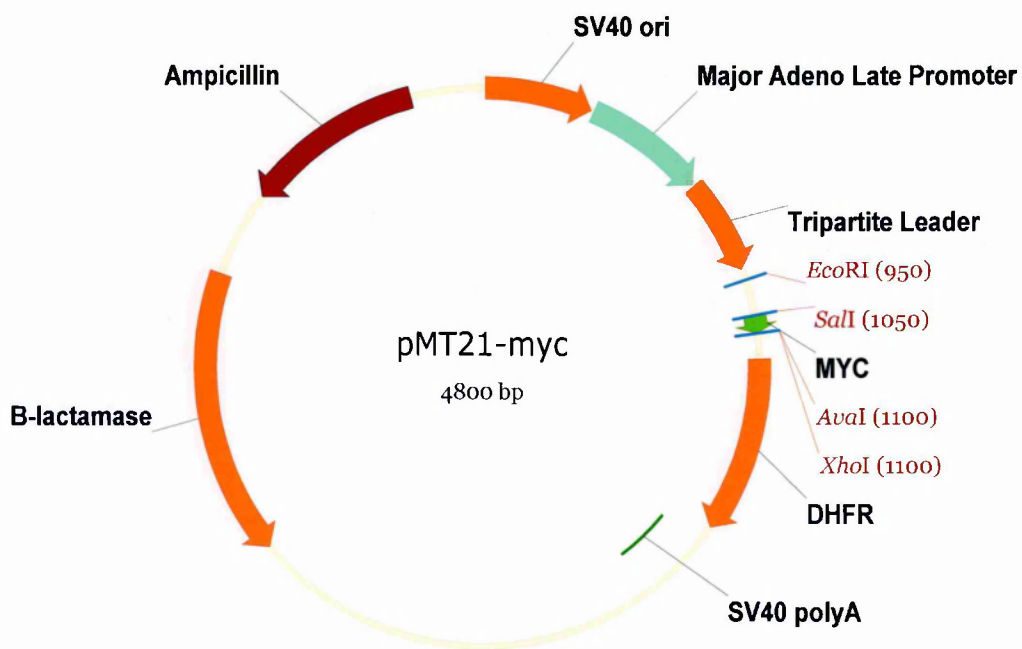 SV40 ori
Ampicillin
Major Adeno Late Promoter
Tripartite Leader
EcoRI (950)
SalI (1050)
pMT21-myc
MYC
4800 bp
B-lactamase
AvaI (1100)
XhoI (1100)
DHFR
SV40 polyA